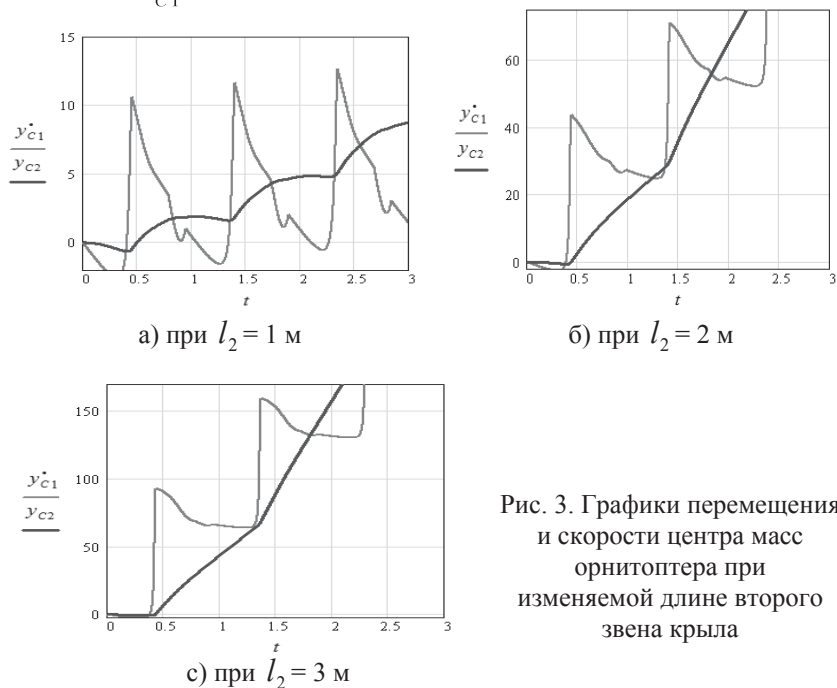 C1
15
10
5
0
0 0.5 1 1.5 2 2.5 3
ẏC1
yC2
t
а) при l₂ = 1 м
60
40
20
0
0 0.5 1 1.5 2 2.5 3
ẏC1
yC2
t
б) при l₂ = 2 м
150
100
50
0
0 0.5 1 1.5 2 2.5 3
ẏC1
yC2
t
с) при l₂ = 3 м
Рис. 3. Графики перемещения
и скорости центра масс
орнитоптера при
изменяемой длине второго
звена крыла